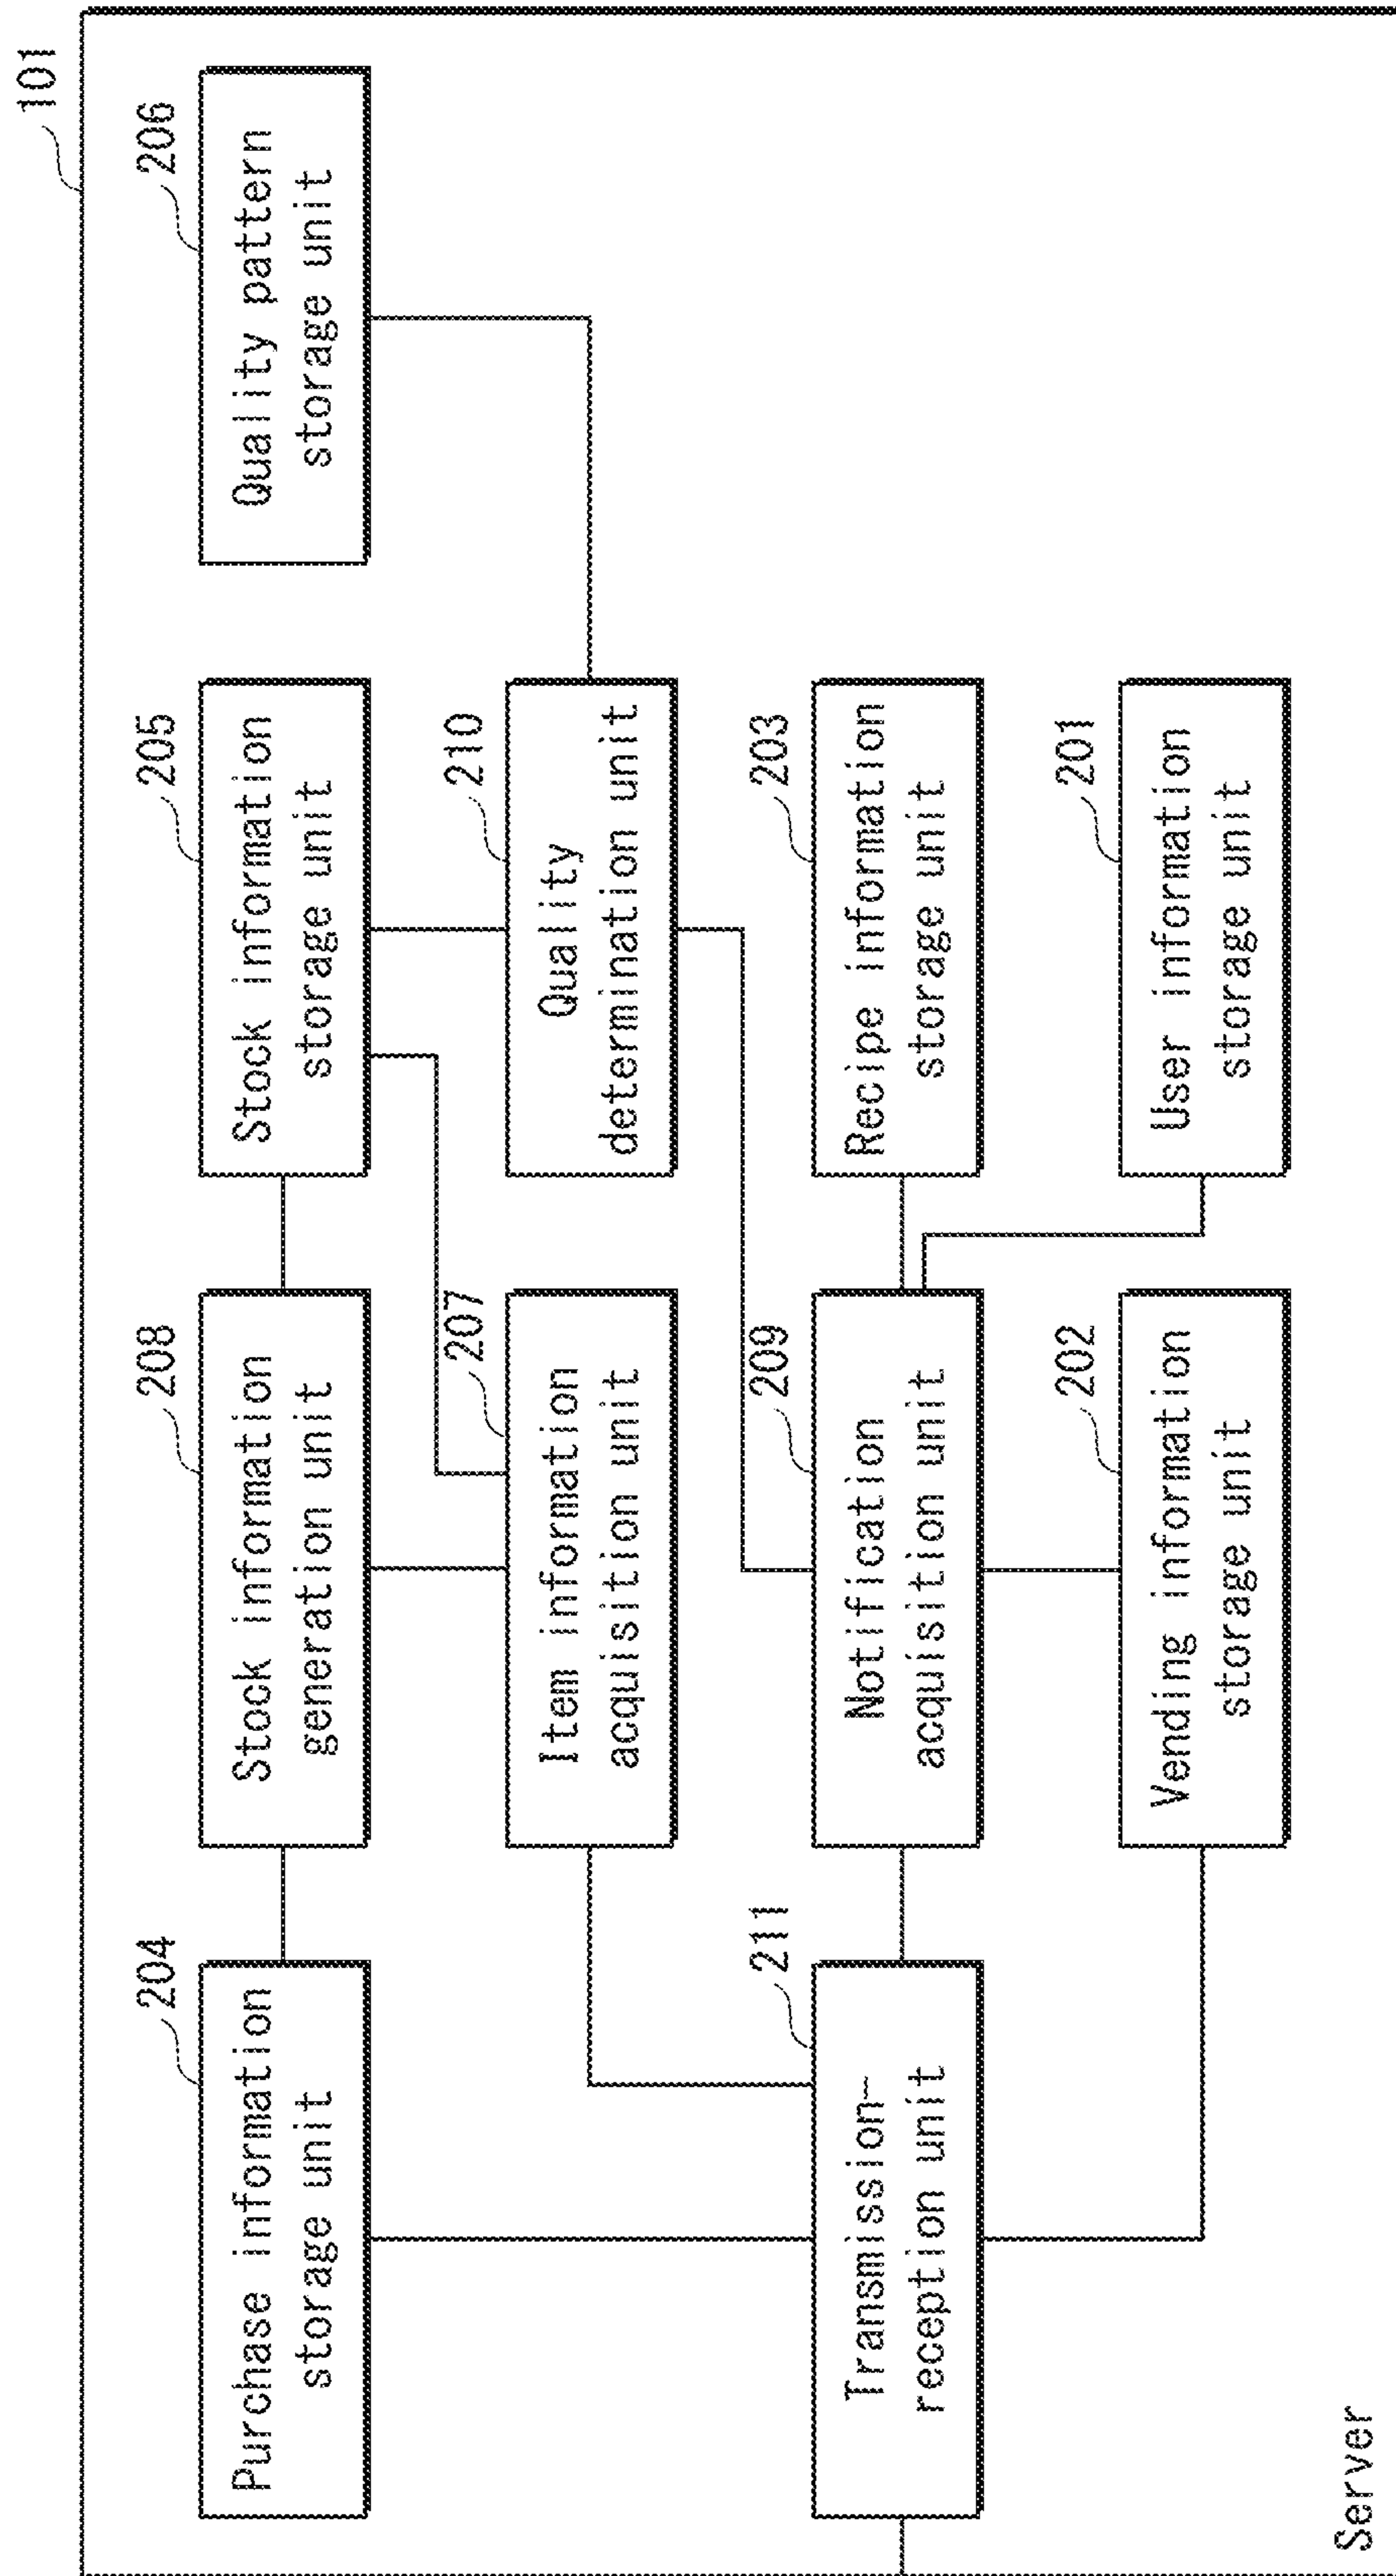 101
204
Purchase information
storage unit
208
Stock information
generation unit
205
Stock information
storage unit
206
Quality pattern
storage unit
207
Item information
acquisition unit
210
Quality
determination unit
211
Transmission-
reception unit
209
Notification
acquisition unit
203
Recipe information
storage unit
202
Vending information
storage unit
201
User information
storage unit
Server